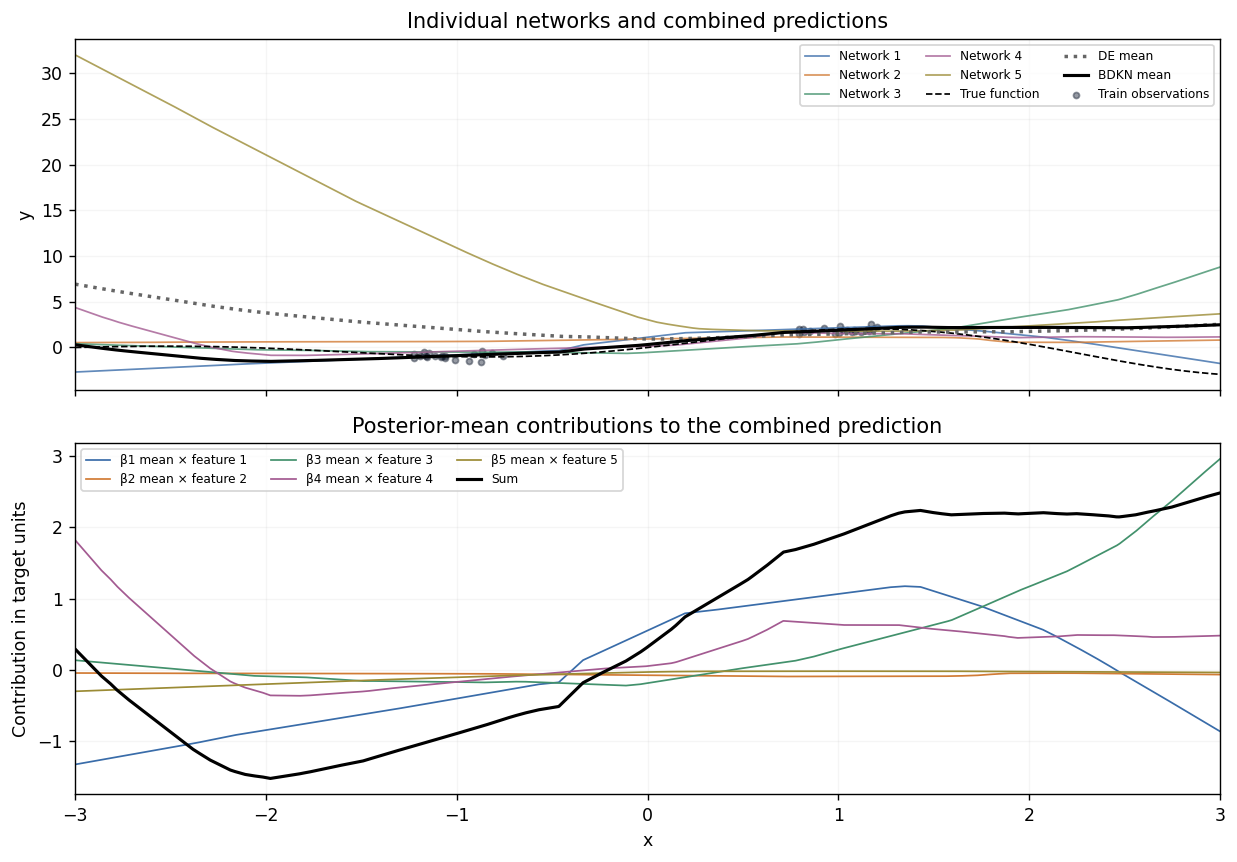 Individual networks and combined predictions
Network 1
Network 2
Network 3
Network 4
Network 5
True function
DE mean
BDKN mean
Train observations
30
25
20
15
10
5
0
y
Posterior-mean contributions to the combined prediction
β1 mean × feature 1
β2 mean × feature 2
β3 mean × feature 3
β4 mean × feature 4
β5 mean × feature 5
Sum
3
2
1
0
−1
Contribution in target units
−3 −2 −1 0 1 2 3
x